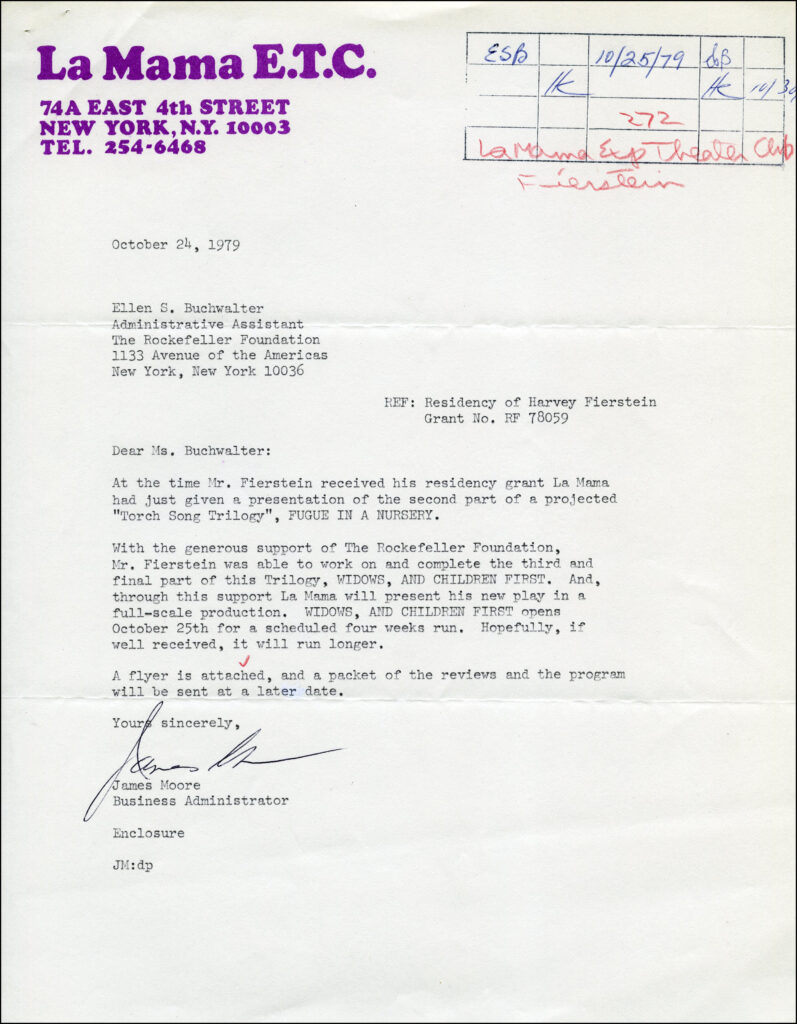 La Mama E.T.C.
74A EAST 4th STREET
NEW YORK, N.Y. 10003
TEL. 254-6468
ESB 10/25/79
HK HK 10/30
272
La Mama Exp Theater Club
Fierstein
October 24, 1979
Ellen S. Buchwalter
Administrative Assistant
The Rockefeller Foundation
1133 Avenue of the Americas
New York, New York 10036
REF: Residency of Harvey Fierstein
Grant No. RF 78059
Dear Ms. Buchwalter:
At the time Mr. Fierstein received his residency grant La Mama
had just given a presentation of the second part of a projected
"Torch Song Trilogy", FUGUE IN A NURSERY.
With the generous support of The Rockefeller Foundation,
Mr. Fierstein was able to work on and complete the third and
final part of this Trilogy, WIDOWS, AND CHILDREN FIRST. And,
through this support La Mama will present his new play in a
full-scale production. WIDOWS, AND CHILDREN FIRST opens
October 25th for a scheduled four weeks run. Hopefully, if
well received, it will run longer.
A flyer is attached, and a packet of the reviews and the program
will be sent at a later date.
Yours sincerely,
James
James Moore
Business Administrator
Enclosure
JM:dp